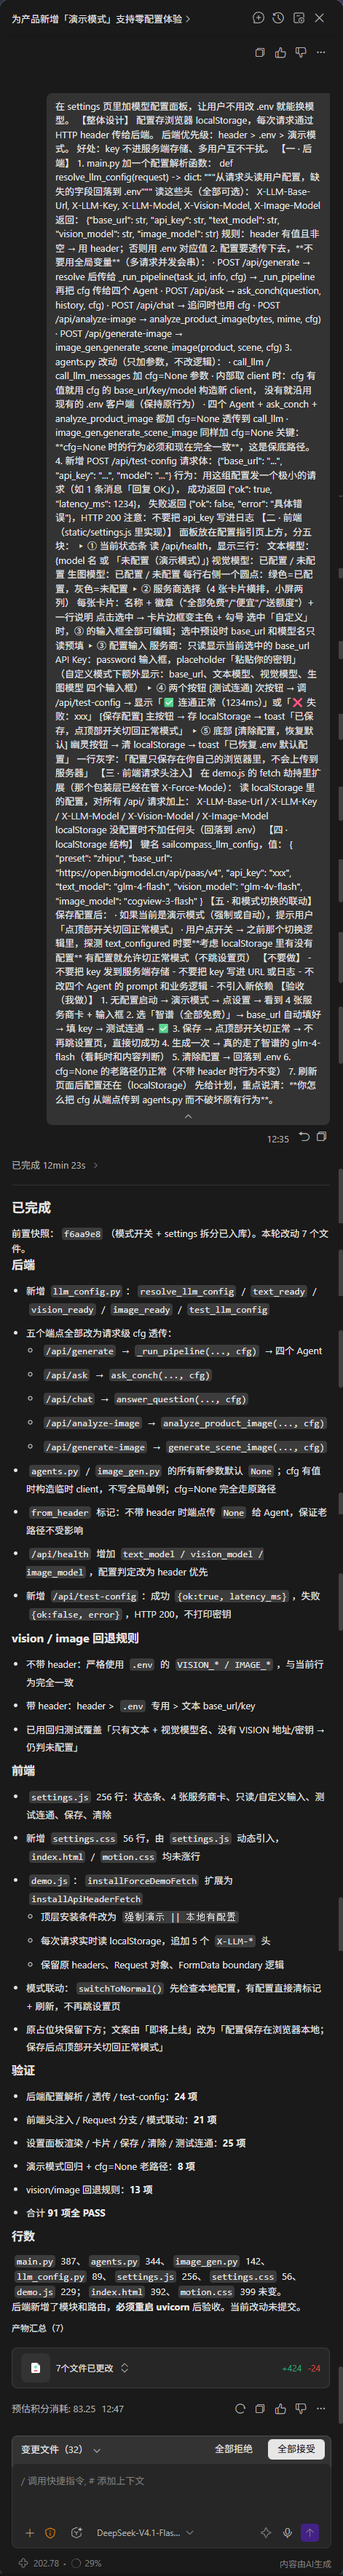 为产品新增「演示模式」支持零配置体验 >
在 settings 页里加模型配置面板，让用户不用改 .env 就能换模
型。 【整体设计】 配置存浏览器 localStorage，每次请求通过
HTTP header 传给后端。 后端优先级：header > .env > 演示模
式。 好处：key 不进服务端存储、多用户互不干扰。 【一 · 后
端】 1. main.py 加一个配置解析函数： def
resolve_llm_config(request) -> dict: """从请求头读用户配置，缺
失的字段回落到 .env""" 读这些头（全部可选）： X-LLM-Base-
Url, X-LLM-Key, X-LLM-Model, X-Vision-Model, X-Image-Model
返回： {"base_url": str, "api_key": str, "text_model": str,
"vision_model": str, "image_model": str} 规则：header 有值且非
空 → 用 header；否则用 .env 对应值 2. 配置要透传下去，**不
要用全局变量**（多请求并发会串）： · POST /api/generate →
resolve 后传给 _run_pipeline(task_id, info, cfg) → _run_pipeline
再把 cfg 传给四个 Agent · POST /api/ask → ask_conch(question,
history, cfg) · POST /api/chat → 追问时也用 cfg · POST
/api/analyze-image → analyze_product_image(bytes, mime, cfg)
· POST /api/generate-image →
image_gen.generate_scene_image(product, scene, cfg) 3.
agents.py 改动（只加参数，不改逻辑）： · call_llm /
call_llm_messages 加 cfg=None 参数 · 内部取 client 时：cfg 有
值就用 cfg 的 base_url/key/model 构造新 client， 没有就沿用
现有的 .env 客户端（保持原行为） · 四个 Agent + ask_conch +
analyze_product_image 都加 cfg=None 透传到 call_llm ·
image_gen.generate_scene_image 同样加 cfg=None 关键：
**cfg=None 时的行为必须和现在完全一致**，这是保底路径。
4. 新增 POST /api/test-config 请求体：{"base_url": "...",
"api_key": "...", "model": "..."} 行为：用这组配置发一个极小的请
求（如 1 条消息「回复 OK」）， 成功返回 {"ok": true,
"latency_ms": 1234}， 失败返回 {"ok": false, "error": "具体错
误"}，HTTP 200 注意：不要把 api_key 写进日志 【二 · 前端
（static/settings.js 里实现）】 面板放在配置指引页上方，分五
块： ▸ ① 当前状态条 读 /api/health，显示三行： 文本模型：
{model 名 或 「未配置（演示模式）」} 视觉模型：已配置 / 未配
置 生图模型：已配置 / 未配置 每行右侧一个圆点：绿色=已配
置，灰色=未配置 ▸ ② 服务商选择（4 张卡片横排，小屏两
列） 每张卡片：名称 + 徽章（"全部免费"/"便宜"/"送额度"） +
一行说明 点击选中 → 卡片边框变主色 + 勾号 选中「自定义」
时，③ 的输入框全部可编辑；选中预设时 base_url 和模型名只
读预填 ▸ ③ 配置输入 服务商：只读显示当前选中的 base_url
API Key：password 输入框，placeholder「粘贴你的密钥」
（自定义模式下额外显示：base_url、文本模型、视觉模型、生
图模型 四个输入框） ▸ ④ 两个按钮 [测试连通] 次按钮 → 调
/api/test-config → 显示「✅ 连通正常（1234ms）」或「❌ 失
败：xxx」 [保存配置] 主按钮 → 存 localStorage → toast「已保
存，点顶部开关切回正常模式」 ▸ ⑤ 底部 [清除配置，恢复默
认] 幽灵按钮 → 清 localStorage → toast「已恢复 .env 默认配
置」 一行灰字：「配置只保存在你自己的浏览器里，不会上传到
服务器」 【三 · 前端请求头注入】 在 demo.js 的 fetch 劫持里扩
展（那个包装层已经在管 X-Force-Mode）： 读 localStorage 里
的配置，对所有 /api/ 请求附加上： X-LLM-Base-Url / X-LLM-Key
/ X-LLM-Model / X-Vision-Model / X-Image-Model
localStorage 没配置时不加任何头（回落到 .env） 【四 ·
localStorage 结构】 键名 sailcompass_llm_config，值： {
"preset": "zhipu", "base_url":
"https://open.bigmodel.cn/api/paas/v4", "api_key": "xxx",
"text_model": "glm-4-flash", "vision_model": "glm-4v-flash",
"image_model": "cogview-3-flash" } 【五 · 和模式切换的联动】
保存配置后： · 如果当前是演示模式（强制或自动），提示用户
「点顶部开关切回正常模式」 · 用户点开关 → 之前那个切换逻
辑里，探测 text_configured 时要**考虑 localStorage 里有没有配
置** 有配置就允许切正常模式（不跳设置页） 【不要做】 -
不要把 key 发到服务端存储 - 不要把 key 写进 URL 或日志 - 不
改四个 Agent 的 prompt 和业务逻辑 - 不引入新依赖 【验收
（我做）】 1. 无配置启动 → 演示模式 → 点设置 → 看到 4 张服
务商卡 + 输入框 2. 选「智谱（全部免费）」→ base_url 自动填好
→ 填 key → 测试连通 → ✅ 3. 保存 → 点顶部开关切正常 → 不
再跳设置页，直接切成功 4. 生成一次 → 真的走了智谱的 glm-4-
flash（看耗时和内容判断） 5. 清除配置 → 回落到 .env 6.
cfg=None 的老路径仍正常（不带 header 时行为不变） 7. 刷新
页面后配置还在（localStorage） 先给计划，重点说清：**你怎
么把 cfg 从端点传到 agents.py 而不破坏原有行为**。
12:35
已完成 12min 23s >
已完成
前置快照： f6aa9e8 （模式开关 + settings 拆分已入库）。本轮改动 7 个文
件。
后端
• 新增 llm_config.py ： resolve_llm_config / text_ready /
vision_ready / image_ready / test_llm_config
• 五个端点全部改为请求级 cfg 透传：
○ /api/generate → _run_pipeline(..., cfg) → 四个 Agent
○ /api/ask → ask_conch(..., cfg)
○ /api/chat → answer_question(..., cfg)
○ /api/analyze-image → analyze_product_image(..., cfg)
○ /api/generate-image → generate_scene_image(..., cfg)
• agents.py / image_gen.py 的所有新参数默认 None ；cfg 有值
时构造临时 client，不写全局单例；cfg=None 完全走原路径
• from_header 标记：不带 header 时端点传 None 给 Agent，保证老
路径不受影响
• /api/health 增加 text_model / vision_model /
image_model ，配置判定改为 header 优先
• 新增 /api/test-config ：成功 {ok:true, latency_ms} ，失败
{ok:false, error} ，HTTP 200，不打印密钥
vision / image 回退规则
• 不带 header：严格使用 .env 的 VISION_* / IMAGE_* ，与当前行
为完全一致
• 带 header：header > .env 专用 > 文本 base_url/key
• 已用回归测试覆盖「只有文本 + 视觉模型名、没有 VISION 地址/密钥 →
仍判未配置」
前端
• settings.js 256 行：状态条、4 张服务商卡、只读/自定义输入、测
试连通、保存、清除
• 新增 settings.css 56 行，由 settings.js 动态引入，
index.html / motion.css 均未涨行
• demo.js ： installForceDemoFetch 扩展为
installApiHeaderFetch
○ 顶层安装条件改为 强制演示 || 本地有配置
○ 每次请求实时读 localStorage，追加 5 个 X-LLM-* 头
○ 保留原 headers、Request 对象、FormData boundary 逻辑
• 模式联动： switchToNormal() 先检查本地配置，有配置直接清标记
+ 刷新，不再跳设置页
• 原占位块保留下方；文案由「即将上线」改为「配置保存在浏览器本地；
保存后点顶部开关切回正常模式」
验证
• 后端配置解析 / 透传 / test-config：24 项
• 前端头注入 / Request 分支 / 模式联动：21 项
• 设置面板渲染 / 卡片 / 保存 / 清除 / 测试连通：25 项
• 演示模式回归 + cfg=None 老路径：8 项
• vision/image 回退规则：13 项
• 合计 91 项全 PASS
行数
main.py 387、 agents.py 344、 image_gen.py 142、
llm_config.py 89、 settings.js 256、 settings.css 56、
demo.js 229； index.html 392、 motion.css 399 未变。
后端新增了模块和路由，必须重启 uvicorn 后验收。当前改动未提交。
产物汇总（7）
7个文件已更改 +424 -24
预估积分消耗: 83.25 12:47
变更文件（32） 全部拒绝 全部接受
/ 调用快捷指令, # 添加上下文
DeepSeek-V4.1-Flas...
202.78 · 29% 内容由AI生成